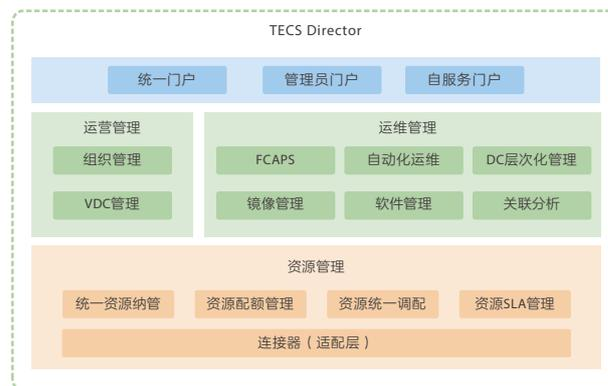 TECS Director
统一门户 管理员门户 自服务门户
运营管理
组织管理
VDC管理
运维管理
FCAPS 自动化运维 DC层次化管理
镜像管理 软件管理 关联分析
资源管理
统一资源纳管 资源配额管理 资源统一调配 资源SLA管理
连接器（适配层）